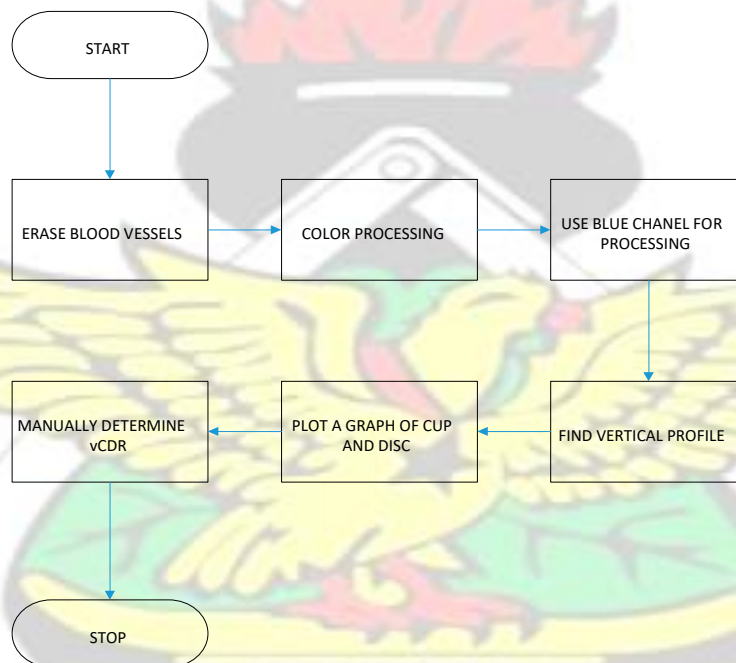 START
ERASE BLOOD VESSELS
COLOR PROCESSING
USE BLUE CHANEL FOR
PROCESSING
FIND VERTICAL PROFILE
PLOT A GRAPH OF CUP
AND DISC
MANUALLY DETERMINE
vCDR
STOP